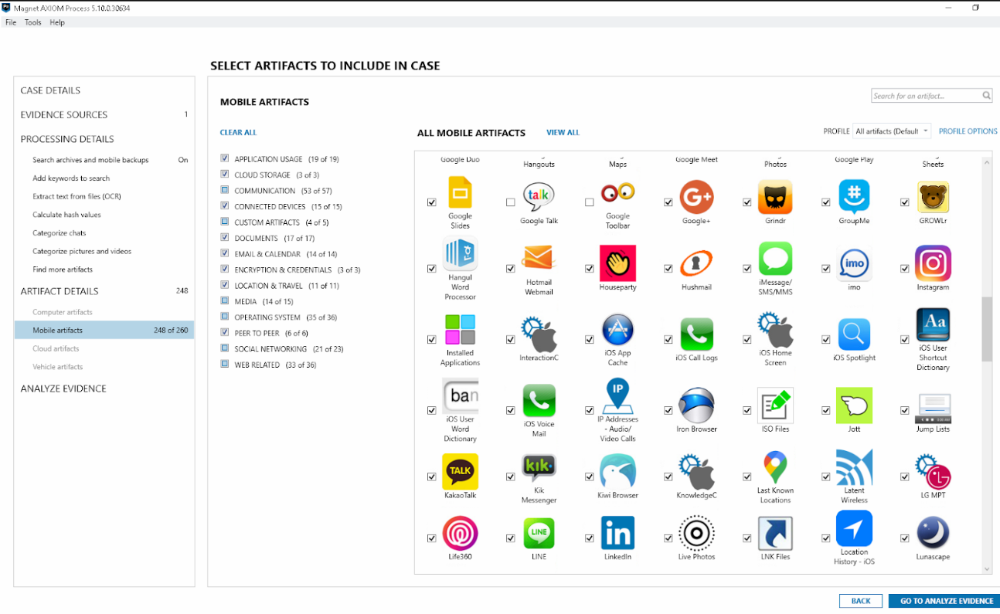 Magnet AXIOM Process 5.10.0.30634
File Tools Help
SELECT ARTIFACTS TO INCLUDE IN CASE
CASE DETAILS
EVIDENCE SOURCES 1
PROCESSING DETAILS
Search archives and mobile backups On
Add keywords to search
Extract text from files (OCR)
Calculate hash values
Categorize chats
Categorize pictures and videos
Find more artifacts
ARTIFACT DETAILS 248
Computer artifacts
Mobile artifacts 248 of 260
Cloud artifacts
Vehicle artifacts
ANALYZE EVIDENCE
MOBILE ARTIFACTS
Search for an artifact...
CLEAR ALL
APPLICATION USAGE (19 of 19)
CLOUD STORAGE (3 of 3)
COMMUNICATION (53 of 57)
CONNECTED DEVICES (15 of 15)
CUSTOM ARTIFACTS (4 of 5)
DOCUMENTS (17 of 17)
EMAIL & CALENDAR (14 of 14)
ENCRYPTION & CREDENTIALS (3 of 3)
LOCATION & TRAVEL (11 of 11)
MEDIA (14 of 15)
OPERATING SYSTEM (35 of 36)
PEER TO PEER (6 of 6)
SOCIAL NETWORKING (21 of 23)
WEB RELATED (33 of 36)
ALL MOBILE ARTIFACTS VIEW ALL
PROFILE All artifacts (Default PROFILE OPTIONS
Google Duo Google Meet Google Play
Hangouts Maps Photos Sheets
talk
G+
#
Google Talk Google+ Grindr GroupMe GROWLr
Google
Slides
Google
Toolbar
imo
Hangul
Word
Processor
Hotmail
Webmail
Houseparty
Hushmail
iMessage/
SMS/MMS
imo
Instagram
Aa
Installed
Applications
InteractionC
iOS App
Cache
iOS Call Logs
iOS Home
Screen
iOS Spotlight
iOS User
Shortcut
Dictionary
ban
IP
iOS User
Word
Dictionary
iOS Voice
Mail
IP Addresses
- Audio/
Video Calls
Iron Browser
ISO Files
Jott
Jump Lists
TALK
kik
KakaoTalk
Kik
Messenger
Kiwi Browser
KnowledgeC
Last Known
Locations
Latent
Wireless
LG MPT
LINE
in
Life360
LINE
LinkedIn
Live Photos
LNK Files
Location
History - iOS
Lunascape
BACK GO TO ANALYZE EVIDENCE